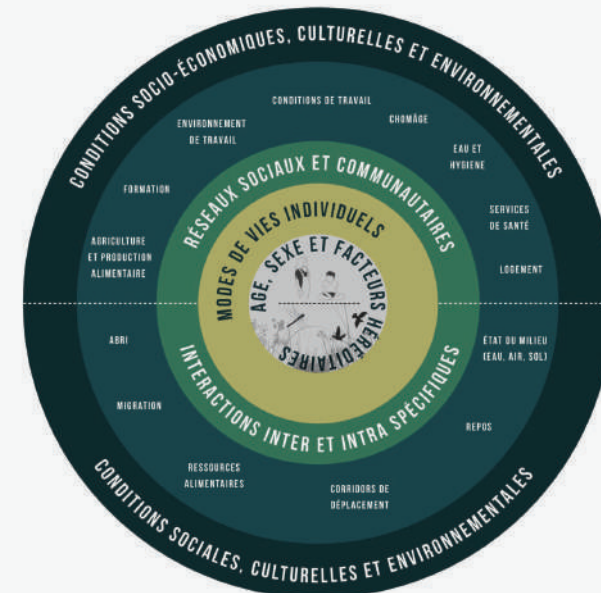 CONDITIONS SOCIO-ÉCONOMIQUES, CULTURELLES ET ENVIRONNEMENTALES
CONDITIONS DE TRAVAIL
CHOMÂGE
ENVIRONNEMENT
DE TRAVAIL
EAU ET
HYGIENE
FORMATION
SERVICES
DE SANTÉ
AGRICULTURE
ET PRODUCTION
ALIMENTAIRE
LOGEMENT
RÉSEAUX SOCIAUX ET COMMUNAUTAIRES
MODES DE VIES INDIVIDUELS
AGE, SEXE ET FACTEURS HÉRÉDITAIRES
ABRI
ÉTAT DU MILIEU
(EAU, AIR, SOL)
MIGRATION
REPOS
RESSOURCES
ALIMENTAIRES
CORRIDORS DE
DÉPLACEMENT
INTERACTIONS INTER ET INTRA SPÉCIFIQUES
CONDITIONS SOCIALES, CULTURELLES ET ENVIRONNEMENTALES